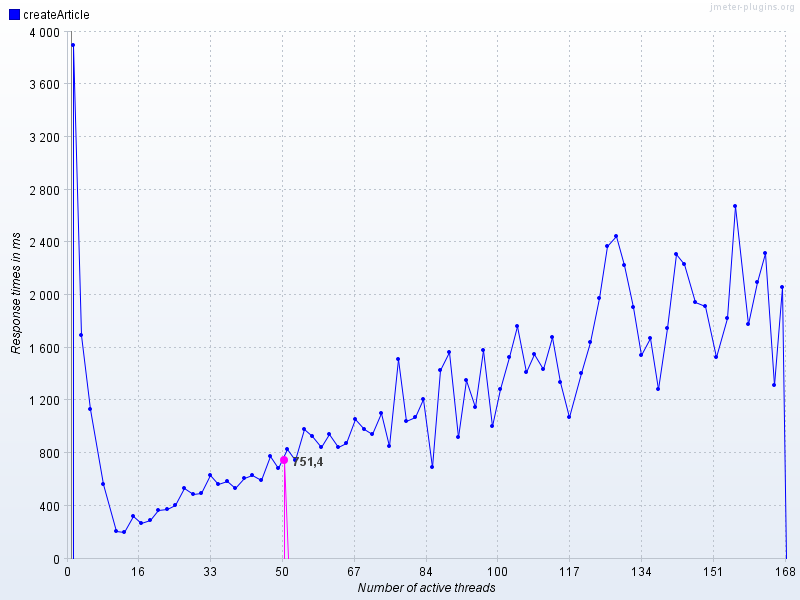 jmeter-plugins.org
createArticle
4 000
3 600
3 200
2 800
2 400
2 000
1 600
1 200
800
400
0
Response times in ms
751,4
0 16 33 50 67 84 100 117 134 151 168
Number of active threads